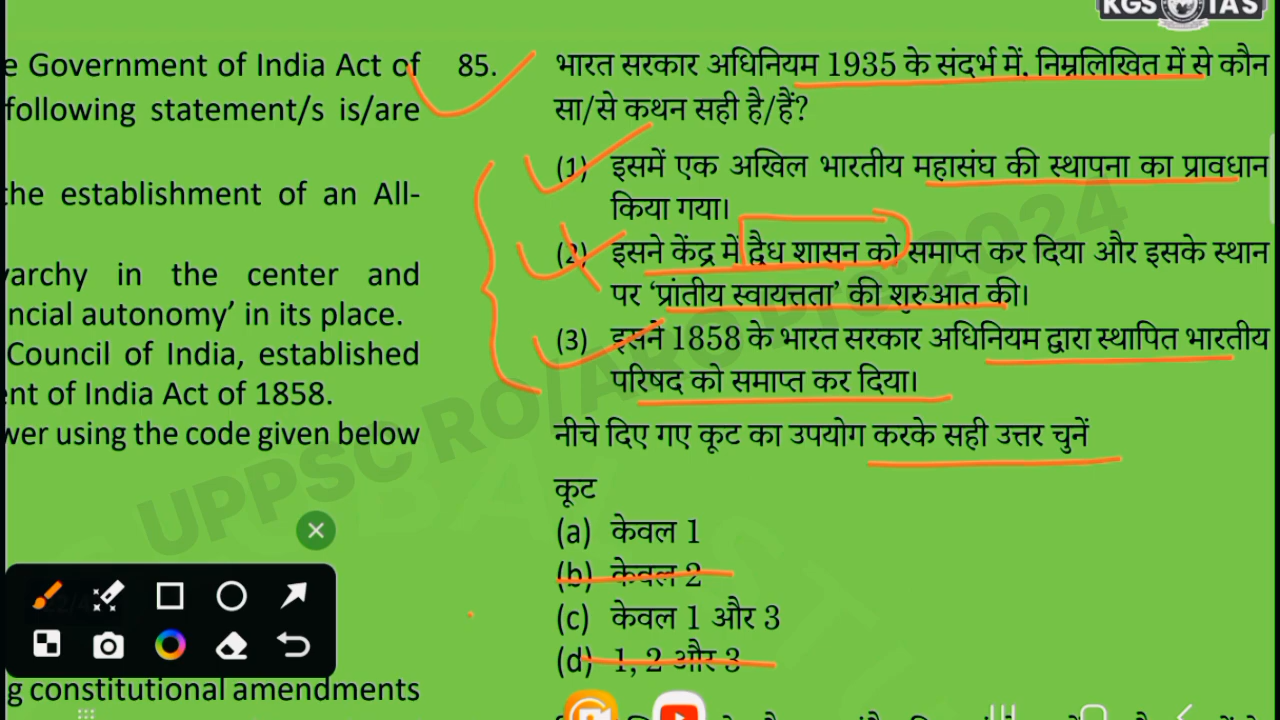 KGS IAS
e Government of India Act of
following statement/s is/are
the establishment of an All-
varchy in the center and
ncial autonomy' in its place.
Council of India, established
ent of India Act of 1858.
wer using the code given below
g constitutional amendments
85. भारत सरकार अधिनियम 1935 के संदर्भ में, निम्नलिखित में से कौन
सा/से कथन सही है/हैं?
(1) इसमें एक अखिल भारतीय महासंघ की स्थापना का प्रावधान
किया गया।
(2) इसने केंद्र में द्वैध शासन को समाप्त कर दिया और इसके स्थान
पर ‘प्रांतीय स्वायत्तता’ की शुरुआत की।
(3) इसने 1858 के भारत सरकार अधिनियम द्वारा स्थापित भारतीय
परिषद को समाप्त कर दिया।
नीचे दिए गए कूट का उपयोग करके सही उत्तर चुनें
कूट
(a) केवल 1
(b) केवल 2
(c) केवल 1 और 3
(d) 1, 2 और 3
UPPSC RO/ARO Pre. 2024